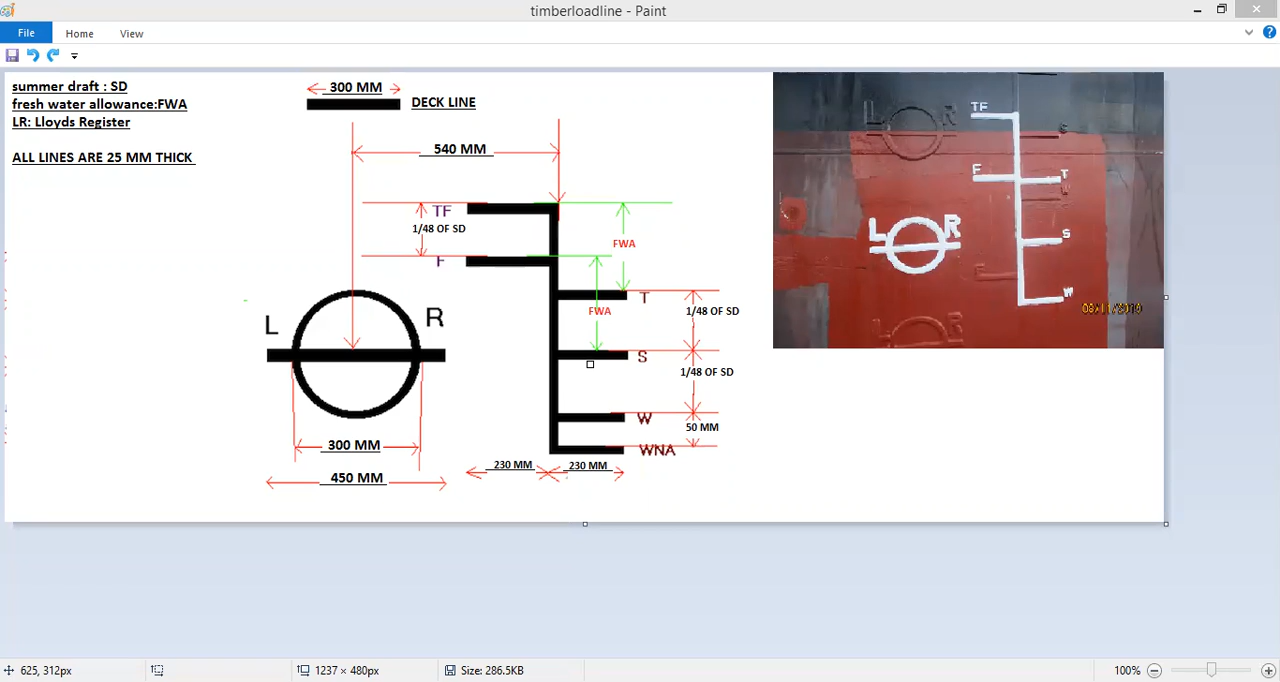 timberloadline - Paint
File
Home
View
summer draft : SD
fresh water allowance:FWA
LR: Lloyds Register
ALL LINES ARE 25 MM THICK
300 MM
DECK LINE
540 MM
TF
1/48 OF SD
F
FWA
FWA
T
1/48 OF SD
S
1/48 OF SD
W
50 MM
WNA
L
R
300 MM
450 MM
230 MM
230 MM
L
R
TF
S
F
T
L
R
S
W
08/11/2010
625, 312px
1237 × 480px
Size: 286.5KB
100%